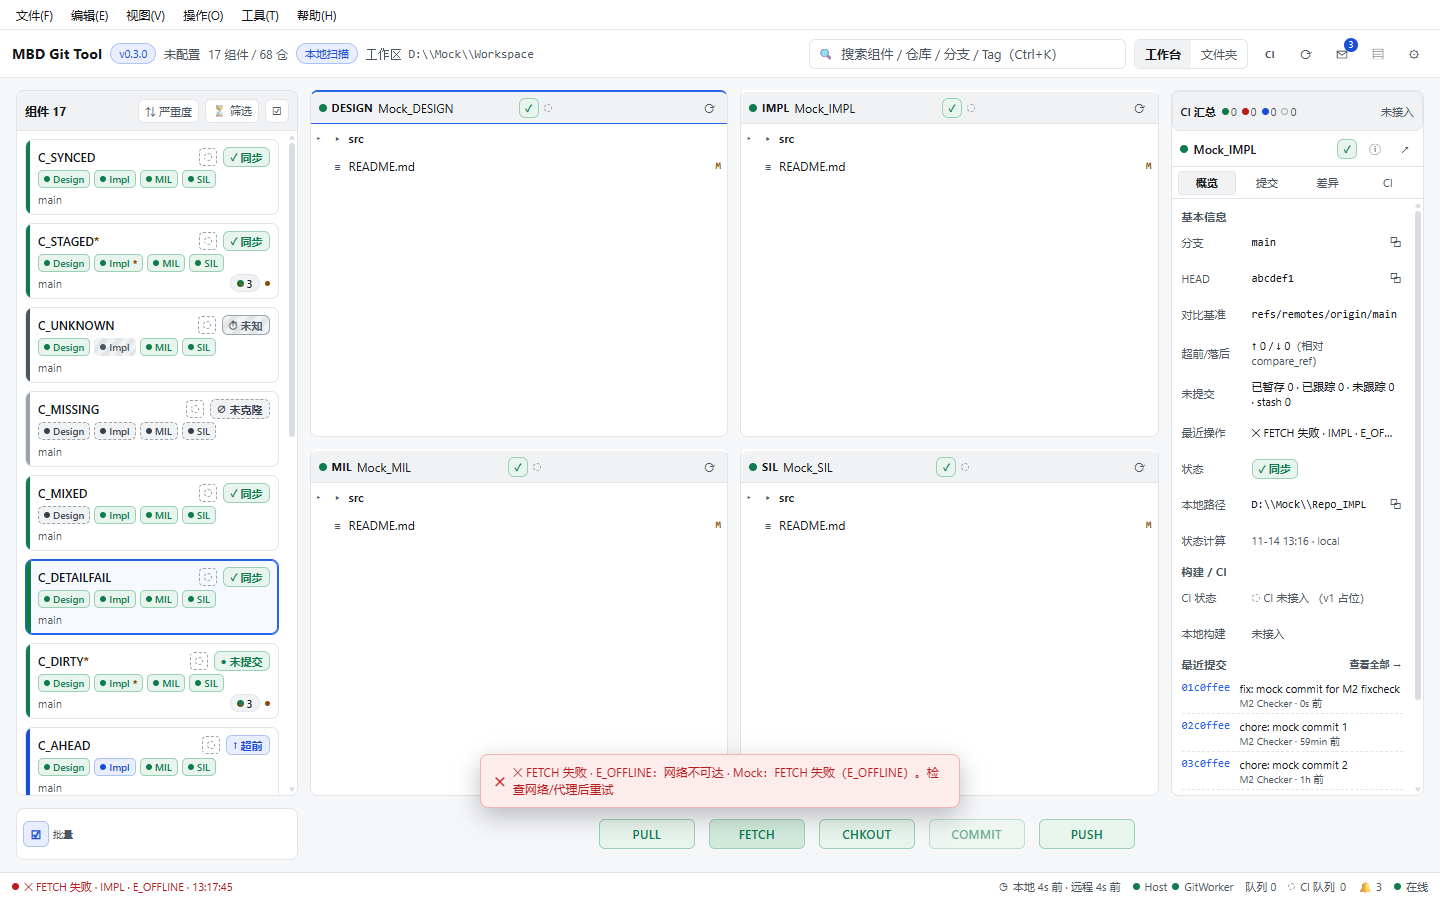 文件(F) 编辑(E) 视图(V) 操作(O) 工具(T) 帮助(H)
MBD Git Tool v0.3.0 未配置 17 组件 / 68 仓 本地扫描 工作区 D:\\Mock\\Workspace 搜索组件 / 仓库 / 分支 / Tag（Ctrl+K） 工作台 文件夹 CI 3
组件 17 严重度 筛选
C_SYNCED ✓ 同步
Design Impl MIL SIL
main
C_STAGED* ✓ 同步
Design Impl * MIL SIL
main 3
C_UNKNOWN 未知
Design Impl MIL SIL
main
C_MISSING 未克隆
Design Impl MIL SIL
main
C_MIXED ✓ 同步
Design Impl MIL SIL
main
C_DETAILFAIL ✓ 同步
Design Impl MIL SIL
main
C_DIRTY* 未提交
Design Impl * MIL SIL
main 3
C_AHEAD ↑ 超前
Design Impl MIL SIL
main
批量
DESIGN Mock_DESIGN ✓
src
README.md M
IMPL Mock_IMPL ✓
src
README.md M
MIL Mock_MIL ✓
src
README.md M
SIL Mock_SIL ✓
src
README.md M
✕ ✕ FETCH 失败 · E_OFFLINE：网络不可达 · Mock：FETCH 失败（E_OFFLINE）。检
查网络/代理后重试
PULL FETCH CHKOUT COMMIT PUSH
CI 汇总 0 0 0 0 未接入
Mock_IMPL ✓
概览 提交 差异 CI
基本信息
分支 main
HEAD abcdef1
对比基准 refs/remotes/origin/main
超前/落后 ↑ 0 / ↓ 0（相对
compare_ref)
未提交 已暂存 0 · 已跟踪 0 · 未跟踪 0
· stash 0
最近操作 ✕ FETCH 失败 · IMPL · E_OF...
状态 ✓ 同步
本地路径 D:\\Mock\\Repo_IMPL
状态计算 11-14 13:16 · local
构建 / CI
CI 状态 CI 未接入 （v1 占位）
本地构建 未接入
最近提交 查看全部 →
01c0ffee fix: mock commit for M2 fixcheck
M2 Checker · 0s 前
02c0ffee chore: mock commit 1
M2 Checker · 59min 前
03c0ffee chore: mock commit 2
M2 Checker · 1h 前
✕ FETCH 失败 · IMPL · E_OFFLINE · 13:17:45 本地 4s 前 · 远程 4s 前 Host GitWorker 队列 0 CI 队列 0 3 在线